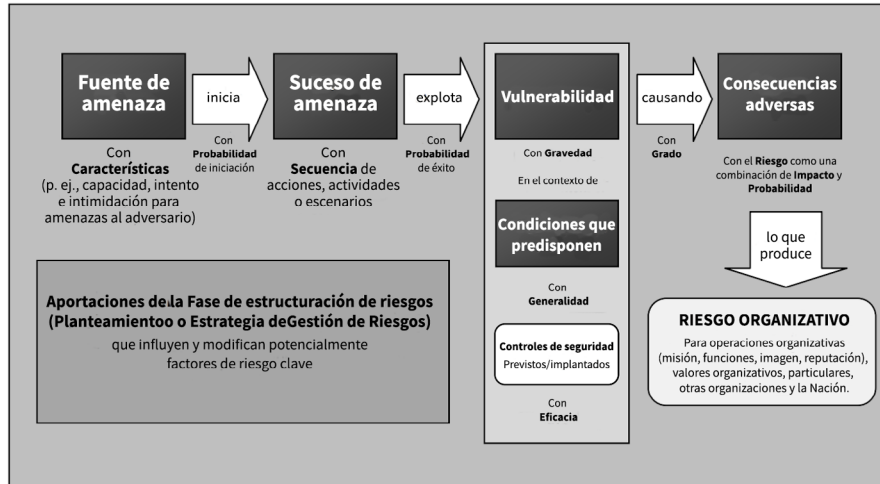 Fuente de
amenaza
Con
Características
(p. ej., capacidad, intento
e intimidación para
amenazas al adversario)
inicia
Con
Probabilidad
de iniciación
Suceso de
amenaza
Con
Secuencia de
acciones, actividades
o escenarios
explota
Con
Probabilidad
de éxito
Vulnerabilidad
Con Gravedad
En el contexto de
Condiciones que
predisponen
Con
Generalidad
Controles de seguridad
Previstos/implantados
Con
Eficacia
causando
Con
Grado
Consecuencias
adversas
Con el Riesgo como una
combinación de Impacto y
Probabilidad
lo que
produce
RIESGO ORGANIZATIVO
Para operaciones organizativas
(misión, funciones, imagen, reputación),
valores organizativos, particulares,
otras organizaciones y la Nación.
Aportaciones de la Fase de estructuración de riesgos
(Planteamientoo o Estrategia deGestión de Riesgos)
que influyen y modifican potencialmente
factores de riesgo clave